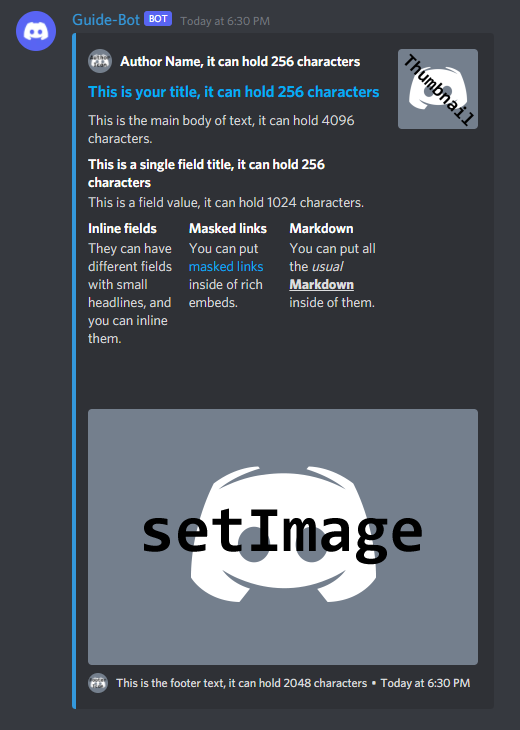 Guide-Bot BOT Today at 6:30 PM
Author Name, it can hold 256 characters
Thumbnail
This is your title, it can hold 256 characters
This is the main body of text, it can hold 4096
characters.
This is a single field title, it can hold 256
characters
This is a field value, it can hold 1024 characters.
Inline fields
They can have
different fields
with small
headlines, and
you can inline
them.
Masked links
You can put
masked links
inside of rich
embeds.
Markdown
You can put all
the usual
Markdown
inside of them.
setImage
This is the footer text, it can hold 2048 characters • Today at 6:30 PM